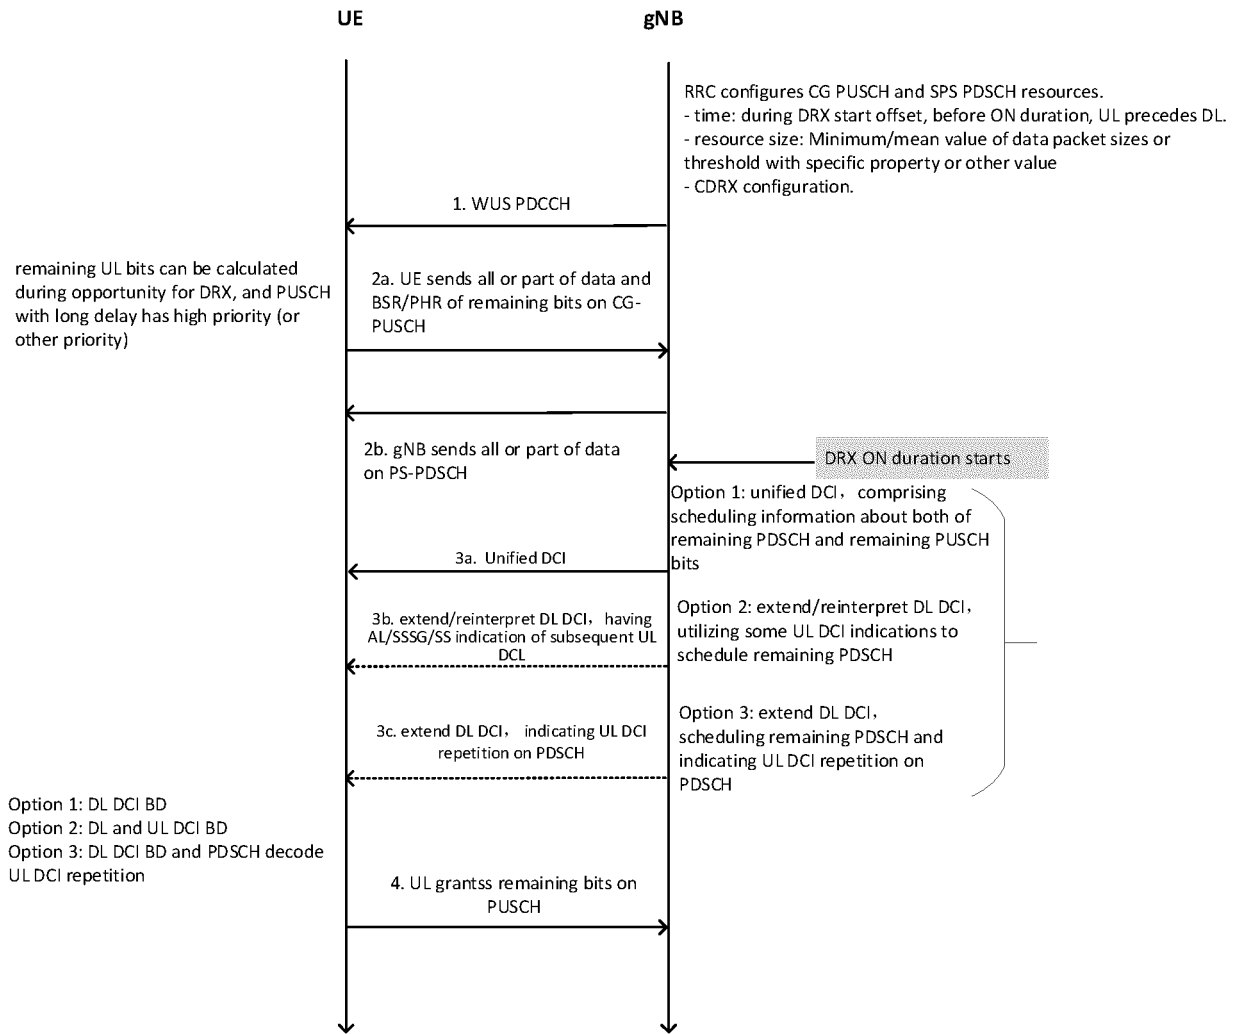 UE
gNB
RRC configures CG PUSCH and SPS PDSCH resources.
- time: during DRX start offset, before ON duration, UL precedes DL.
- resource size: Minimum/mean value of data packet sizes or
threshold with specific property or other value
- CDRX configuration.
1. WUS PDCCH
remaining UL bits can be calculated
during opportunity for DRX, and PUSCH
with long delay has high priority (or
other priority)
2a. UE sends all or part of data and
BSR/PHR of remaining bits on CG-
PUSCH
2b. gNB sends all or part of data
on PS-PDSCH
DRX ON duration starts
Option 1: unified DCI, comprising
scheduling information about both of
remaining PDSCH and remaining PUSCH
bits
3a. Unified DCI
3b. extend/reinterpret DL DCI, having
AL/SSSG/SS indication of subsequent UL
DCL
Option 2: extend/reinterpret DL DCI,
utilizing some UL DCI indications to
schedule remaining PDSCH
3c. extend DL DCI, indicating UL DCI
repetition on PDSCH
Option 3: extend DL DCI,
scheduling remaining PDSCH and
indicating UL DCI repetition on
PDSCH
Option 1: DL DCI BD
Option 2: DL and UL DCI BD
Option 3: DL DCI BD and PDSCH decode
UL DCI repetition
4. UL grantss remaining bits on
PUSCH